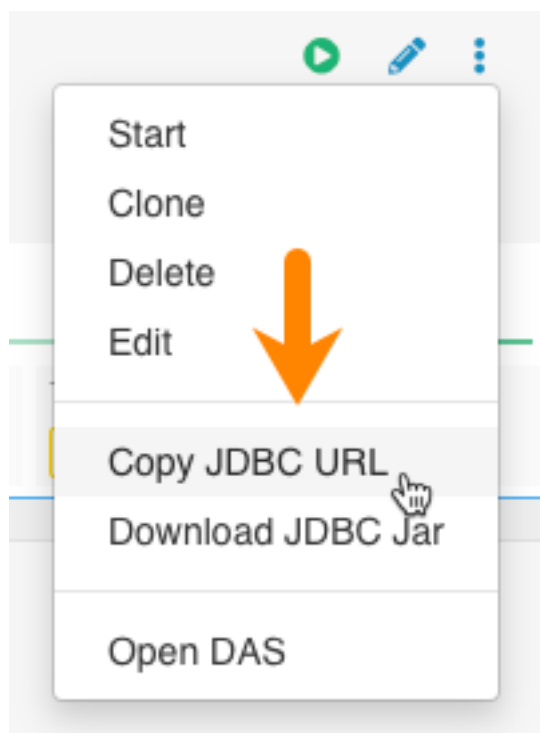 Start
Clone
Delete
Edit
Copy JDBC URL
Download JDBC Jar
Open DAS